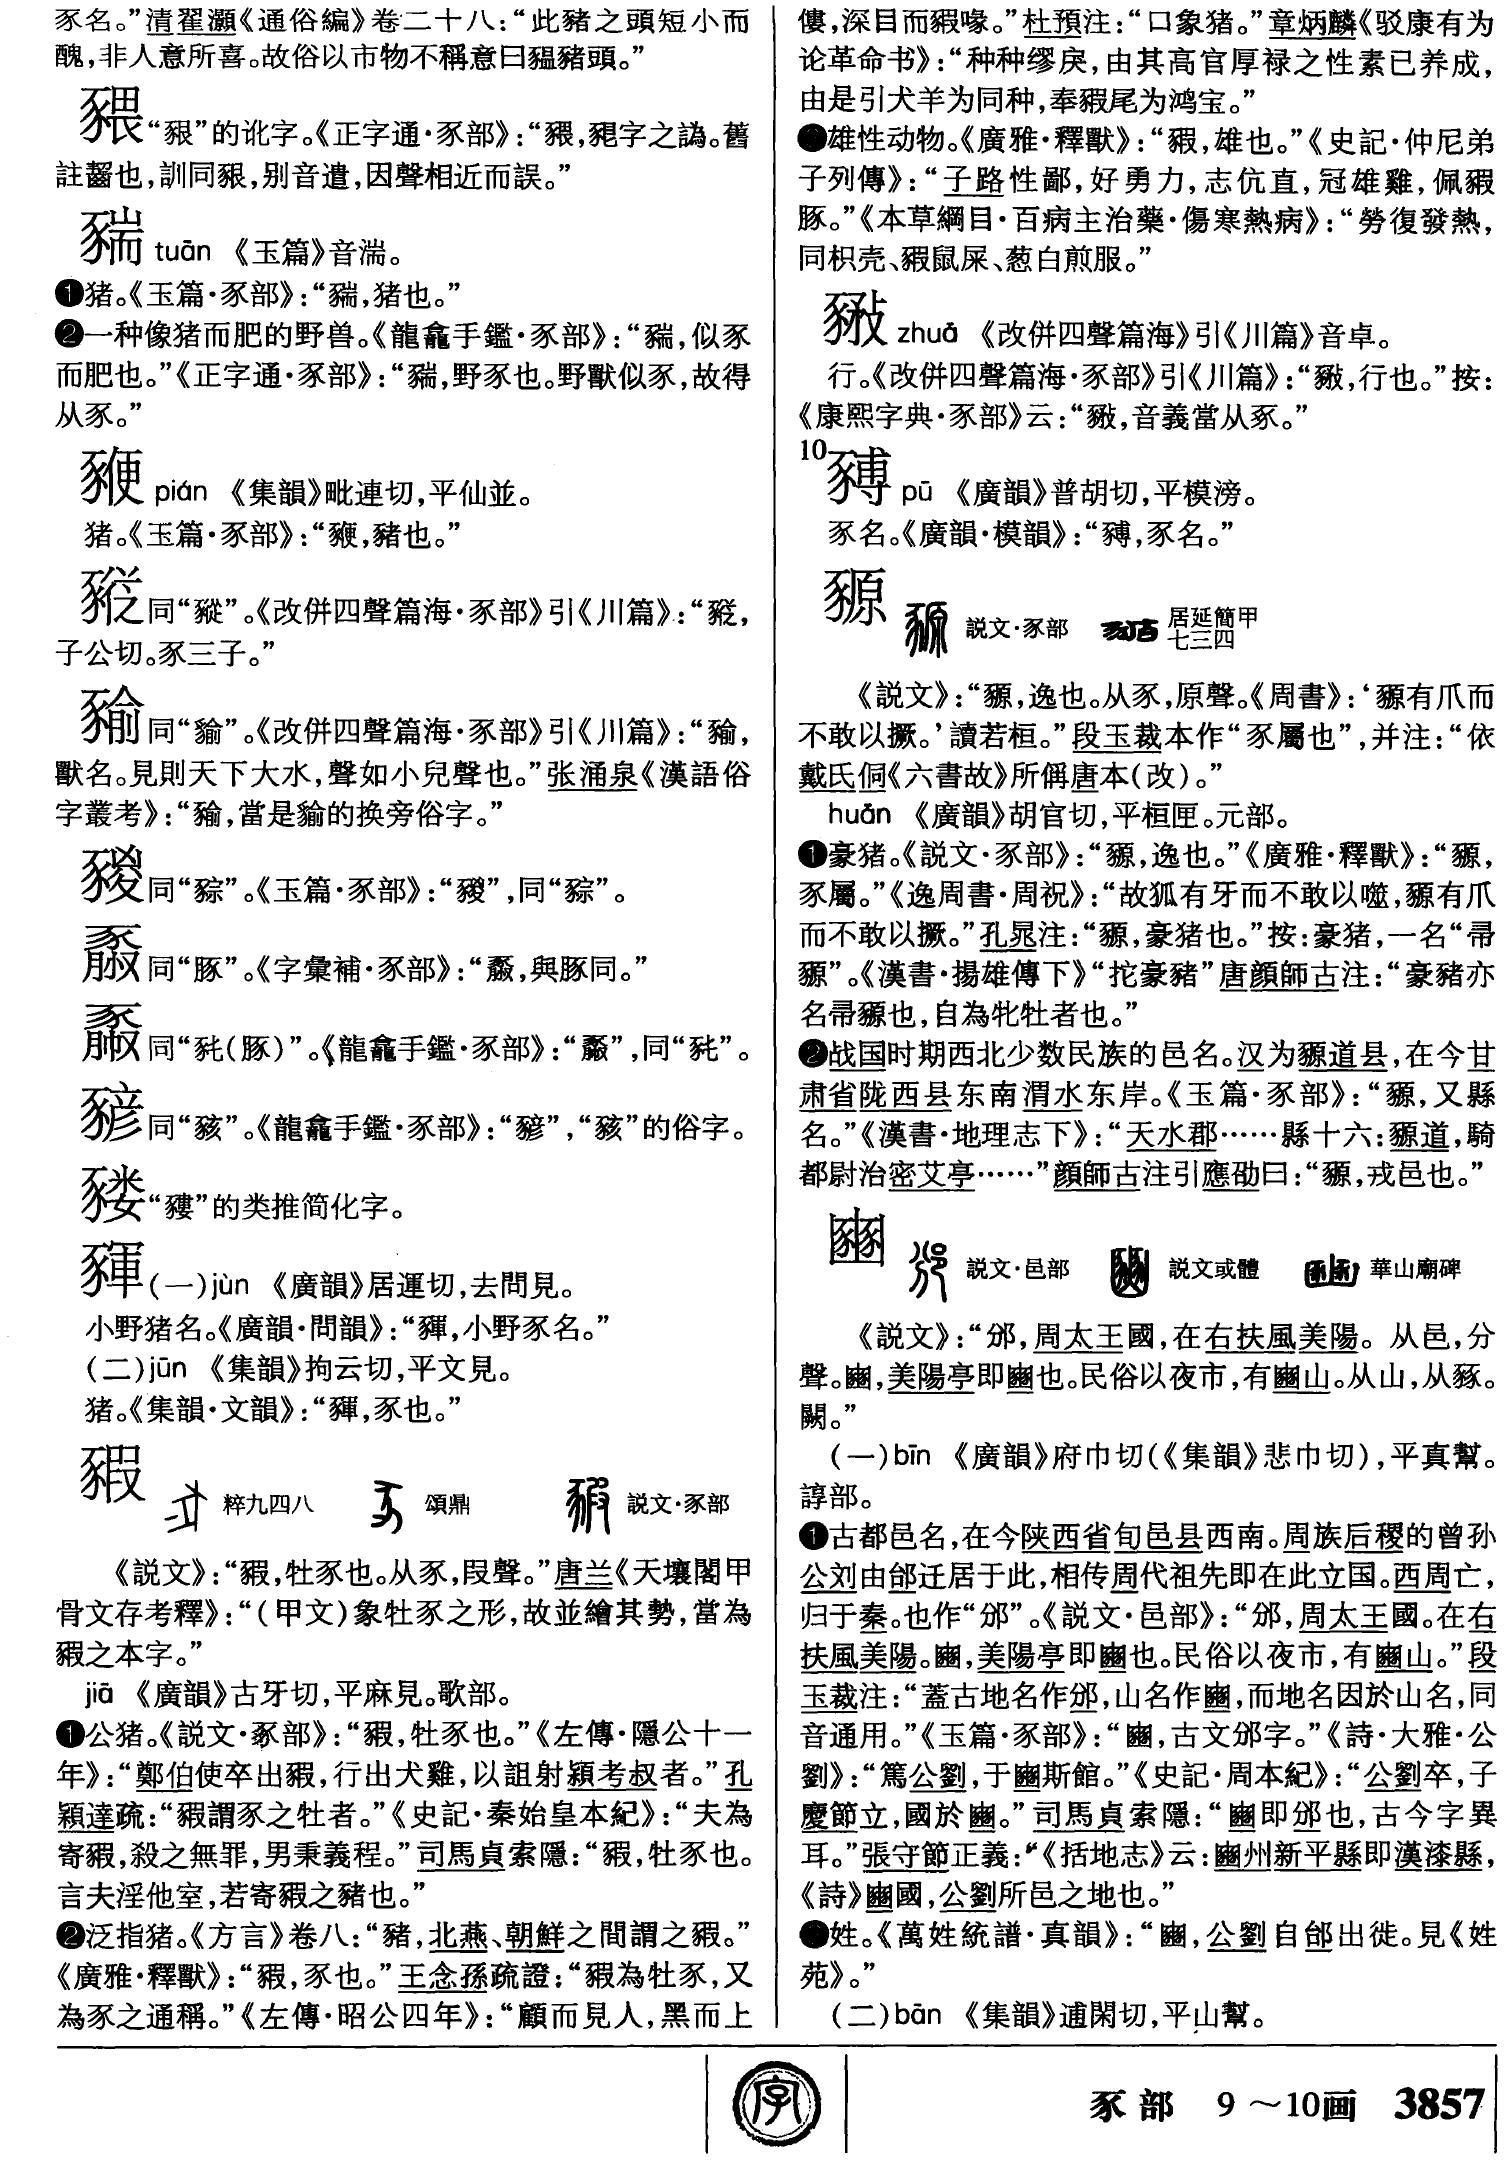 豕名。”清翟灝《通俗編》卷二十八：“此豬之頭短小而
醜，非人意所喜。故俗以市物不稱意曰豱豬頭。”
“豤”的讹字。《正字通·豕部》：“，豤字之譌。舊
註齧也，訓同豤，别音遣，因聲相近而誤。”
tuān 《玉篇》音湍。
❶猪。《玉篇·豕部》：“，猪也。”
❷一种像猪而肥的野兽。《龍龕手鑑·豕部》：“，似豕
而肥也。”《正字通·豕部》：“，野豕也。野獸似豕，故得
从豕。”
pián 《集韻》毗連切，平仙並。
猪。《玉篇·豕部》：“，豬也。”
同“豵”。《改併四聲篇海·豕部》引《川篇》：“，
子公切。豕三子。”
同“貐”。《改併四聲篇海·豕部》引《川篇》：“，
獸名。見則天下大水，聲如小兒聲也。”张涌泉《漢語俗
字叢考》：“，當是貐的换旁俗字。”
同“”。《玉篇·豕部》：“”，同“”。
同“豚”。《字彙補·豕部》：“，與豚同。”
同“豘（豚）”。《龍龕手鑑·豕部》：“”，同“豘”。
同“豥”。《龍龕手鑑·豕部》：“”，“豥”的俗字。
“”的类推简化字。
（一）jùn 《廣韻》居運切，去問見。
小野猪名。《廣韻·問韻》：“，小野豕名。”
（二）jūn 《集韻》拘云切，平文見。
猪。《集韻·文韻》：“，豕也。”
豭 粹九四八 頌鼎 説文·豕部
《説文》：“豭，牡豕也。从豕，叚聲。”唐兰《天壤閣甲
骨文存考釋》：“（甲文）象牡豕之形，故並繪其勢，當為
豭之本字。”
jiā 《廣韻》古牙切，平麻見。歌部。
❶公猪。《説文·豕部》：“豭，牡豕也。”《左傳·隱公十一
年》：“鄭伯使卒出豭，行出犬雞，以詛射潁考叔者。”孔
穎達疏：“豭謂豕之牡者。”《史記·秦始皇本紀》：“夫為
寄豭，殺之無罪，男秉義程。”司馬貞索隱：“豭，牡豕也。
言夫淫他室，若寄豭之豬也。”
❷泛指猪。《方言》卷八：“豬，北燕、朝鮮之間謂之豭。”
《廣雅·釋獸》：“豭，豕也。”王念孫疏證：“豭為牡豕，又
為豕之通稱。”《左傳·昭公四年》：“顧而見人，黑而上
僂，深目而豭喙。”杜預注：“口象猪。”章炳麟《驳康有为
论革命书》：“种种缪戾，由其高官厚禄之性素已养成，
由是引犬羊为同种，奉豭尾为鸿宝。”
雄性动物。《廣雅·釋獸》：“豭，雄也。”《史記·仲尼弟
子列傳》：“子路性鄙，好勇力，志伉直，冠雄雞，佩豭
豚。”《本草綱目·百病主治藥·傷寒熱病》：“勞復發熱，
同枳壳、豭鼠屎、葱白煎服。”
zhuó 《改併四聲篇海》引《川篇》音卓。
行。《改併四聲篇海·豕部》引《川篇》：“，行也。”按：
《康熙字典·豕部》云：“，音義當从豖。”
10
pū 《廣韻》普胡切，平模滂。
豕名。《廣韻·模韻》：“，豕名。”
豲 説文·豕部 居延簡甲七三四
《説文》：“豲，逸也。从豕，原聲。《周書》：‘豲有爪而
不敢以撅。’讀若桓。”段玉裁本作“豕屬也”，并注：“依
戴氏侗《六書故》所偁唐本（改）。”
huán 《廣韻》胡官切，平桓匣。元部。
❶豪猪。《説文·豕部》：“豲，逸也。”《廣雅·釋獸》：“豲，
豕屬。”《逸周書·周祝》：“故狐有牙而不敢以噬，豲有爪
而不敢以撅。”孔晁注：“豲，豪猪也。”按：豪猪，一名“帚
豲”。《漢書·揚雄傳下》“拕豪豬”唐顔師古注：“豪豬亦
名帚豲也，自為牝牡者也。”
❷战国时期西北少数民族的邑名。汉为豲道县，在今甘
肃省陇西县东南渭水东岸。《玉篇·豕部》：“豲，又縣
名。”《漢書·地理志下》：“天水郡……縣十六：豲道，騎
都尉治密艾亭……”顔師古注引應劭曰：“豲，戎邑也。”
豳 説文·邑部 説文或體 華山廟碑
《説文》：“邠，周太王國，在右扶風美陽。从邑，分
聲。豳，美陽亭即豳也。民俗以夜市，有豳山。从山，从豩。
闕。”
（一）bīn 《廣韻》府巾切（《集韻》悲巾切），平真幫。
諄部。
❶古都邑名，在今陕西省旬邑县西南。周族后稷的曾孙
公刘由邰迁居于此，相传周代祖先即在此立国。西周亡，
归于秦。也作“邠”。《説文·邑部》：“邠，周太王國。在右
扶風美陽。豳，美陽亭即豳也。民俗以夜市，有豳山。”段
玉裁注：“蓋古地名作邠，山名作豳，而地名因於山名，同
音通用。”《玉篇·豕部》：“豳，古文邠字。”《詩·大雅·公
劉》：“篤公劉，于豳斯館。”《史記·周本紀》：“公劉卒，子
慶節立，國於豳。”司馬貞索隱：“豳即邠也，古今字異
耳。”張守節正義：“《括地志》云：豳州新平縣即漢漆縣，
《詩》豳國，公劉所邑之地也。”
姓。《萬姓統譜·真韻》：“豳，公劉自邰出徙。見《姓
苑》。”
（二）bān 《集韻》逋閑切，平山幫。
字
豕部 9～10画 3857